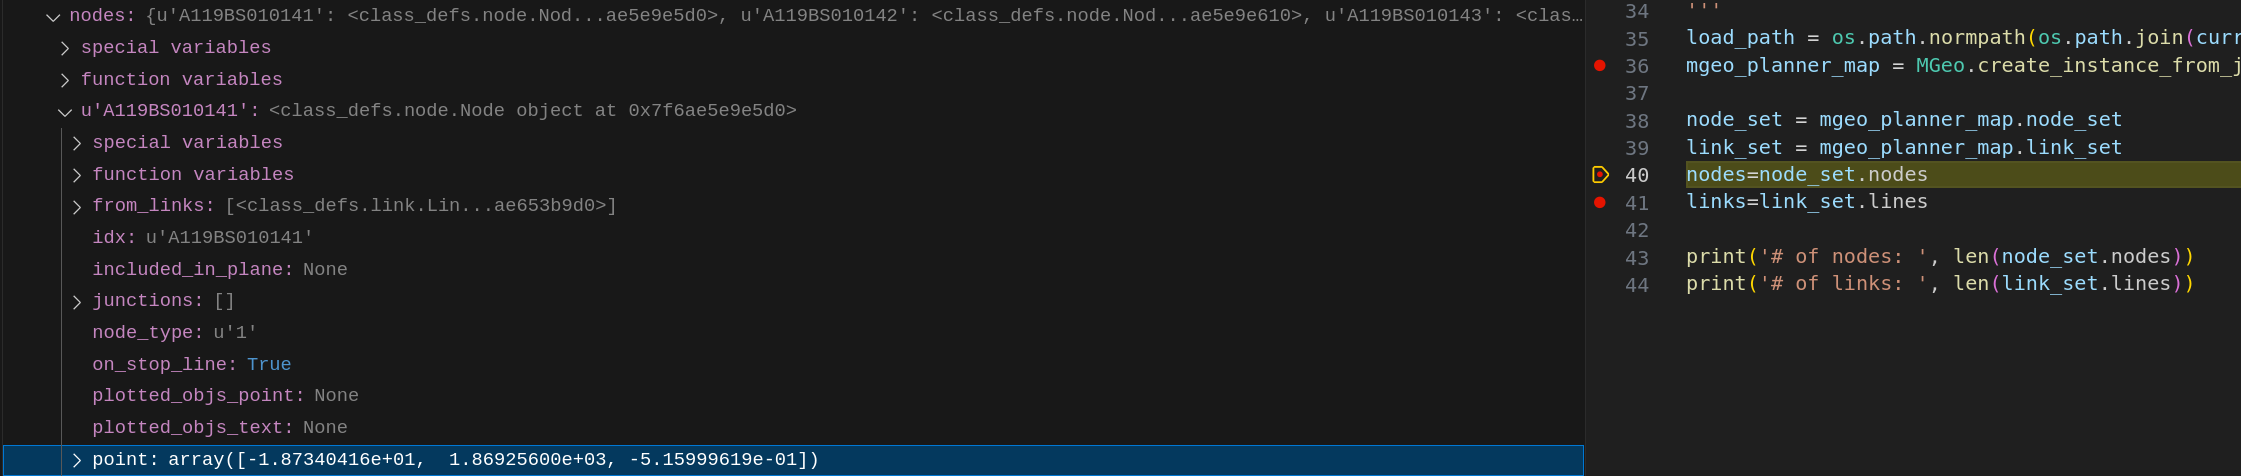 nodes: {u'A119BS010141': <class_defs.node.Nod...ae5e9e5d0>, u'A119BS010142': <class_defs.node.Nod...ae5e9e610>, u'A119BS010143': <clas…
special variables
function variables
u'A119BS010141': <class_defs.node.Node object at 0x7f6ae5e9e5d0>
special variables
function variables
from_links: [<class_defs.link.Lin...ae653b9d0>]
idx: u'A119BS010141'
included_in_plane: None
junctions: []
node_type: u'1'
on_stop_line: True
plotted_objs_point: None
plotted_objs_text: None
point: array([-1.87340416e+01,  1.86925600e+03, -5.15999619e-01])
34 '''
35 load_path = os.path.normpath(os.path.join(curr
36 mgeo_planner_map = MGeo.create_instance_from_j
37
38 node_set = mgeo_planner_map.node_set
39 link_set = mgeo_planner_map.link_set
40 nodes=node_set.nodes
41 links=link_set.lines
42
43 print('# of nodes: ', len(node_set.nodes))
44 print('# of links: ', len(link_set.lines))